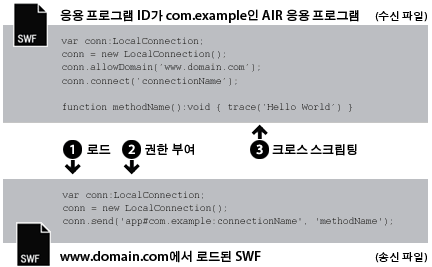 응용 프로그램 ID가 com.example인 AIR 응용 프로그램 (수신 파일)
SWF
var conn:LocalConnection;
conn = new LocalConnection();
conn.allowDomain('www.domain.com');
conn.connect('connectionName');
function methodName():void { trace('Hello World') }
1 로드 2 권한 부여 3 크로스 스크립팅
var conn:LocalConnection;
conn = new LocalConnection();
conn.send('app#com.example:connectionName', 'methodName');
SWF
www.domain.com에서 로드된 SWF (송신 파일)